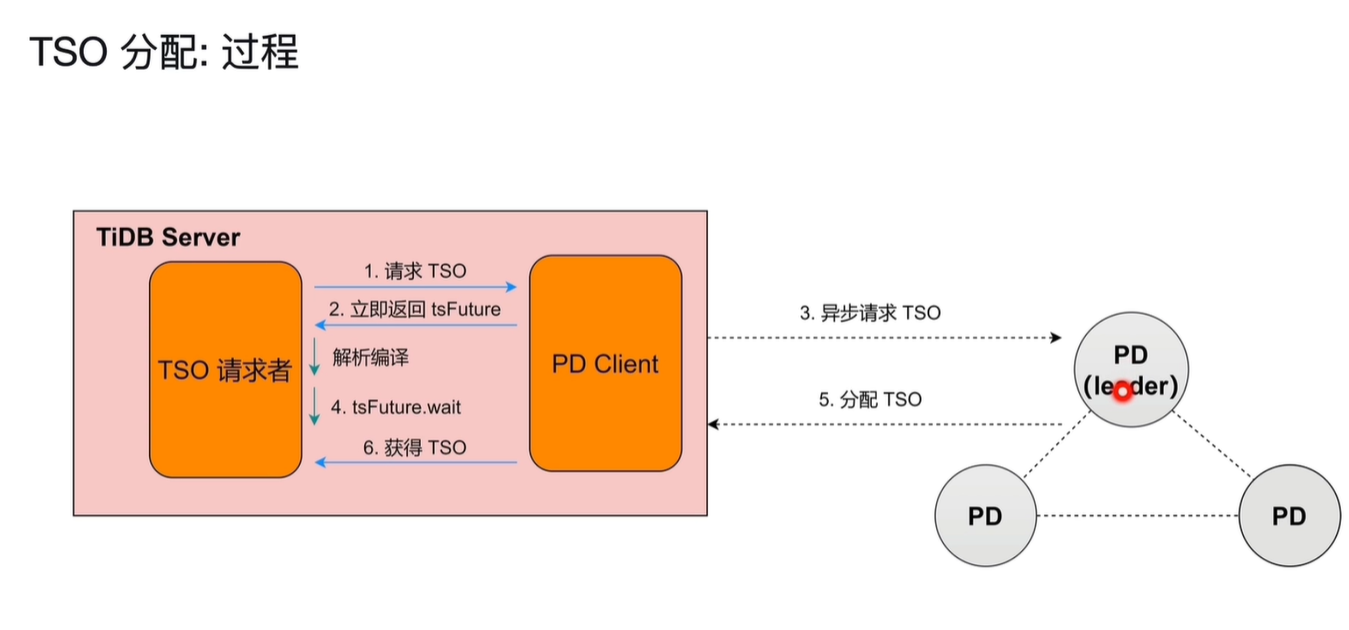 TSO 分配: 过程
TiDB Server
TSO 请求者
1. 请求 TSO
2. 立即返回 tsFuture
解析编译
4. tsFuture.wait
6. 获得 TSO
PD Client
3. 异步请求 TSO
5. 分配 TSO
PD
(leader)
PD
PD